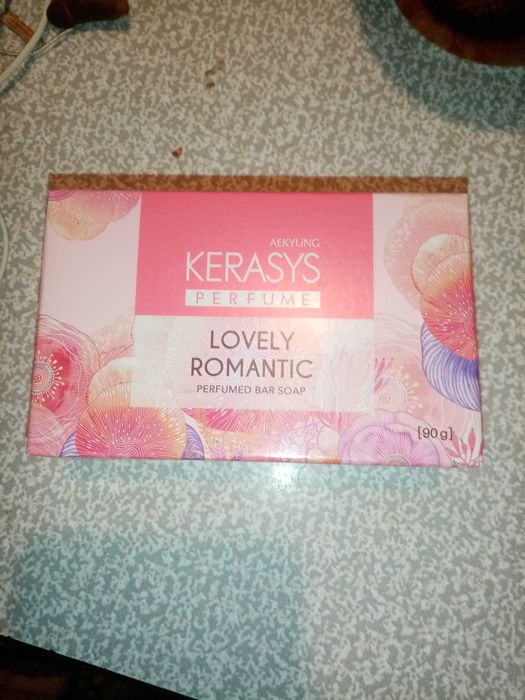 AEKYUNG
KERASYS
PERFUME
LOVELY
ROMANTIC
PERFUMED BAR SOAP
[90g]